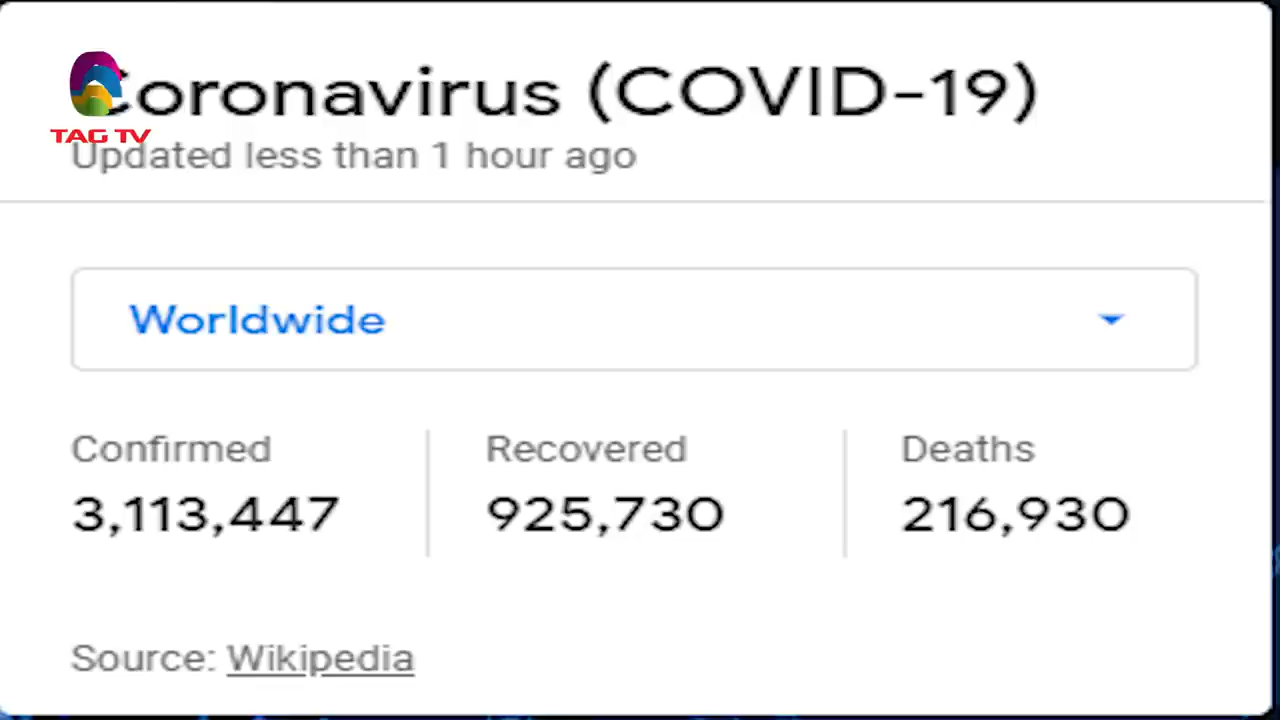 Coronavirus (COVID-19)
TAG TV
Updated less than 1 hour ago
Worldwide
Confirmed
3,113,447
Recovered
925,730
Deaths
216,930
Source: Wikipedia